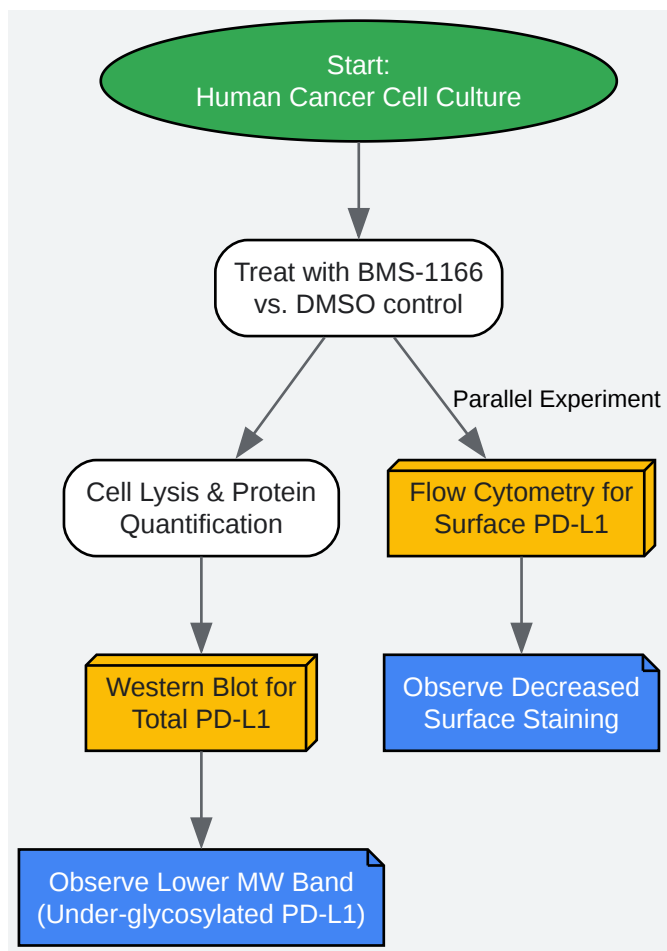 Start:
Human Cancer Cell Culture
Treat with BMS-1166
vs. DMSO control
Parallel Experiment
Cell Lysis & Protein
Quantification
Flow Cytometry for
Surface PD-L1
Western Blot for
Total PD-L1
Observe Decreased
Surface Staining
Observe Lower MW Band
(Under-glycosylated PD-L1)